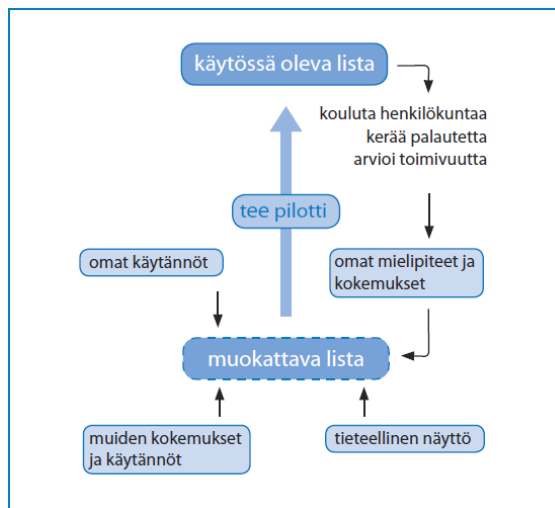 käytössä oleva lista
kouluta henkilökuntaa
kerää palautetta
arvioi toimivuutta
tee pilotti
omat käytännöt
omat mielipiteet ja
kokemukset
muokattava lista
muiden kokemukset
ja käytännöt
tieteellinen näyttö